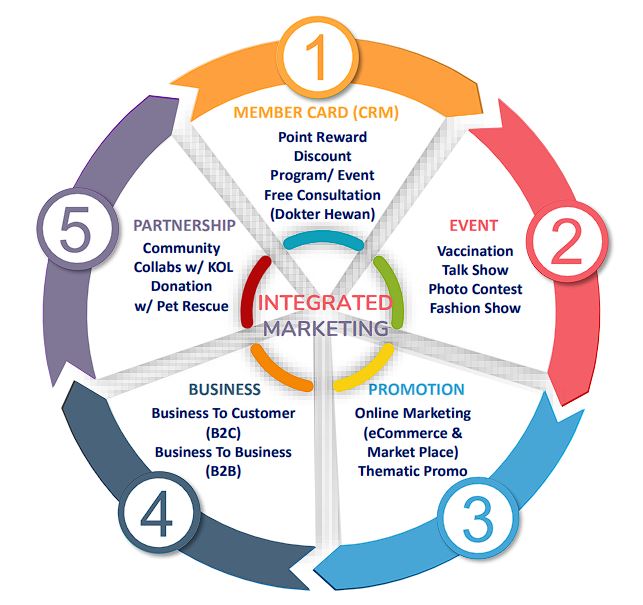 1
MEMBER CARD (CRM)
Point Reward
Discount
Program/ Event
Free Consultation
(Dokter Hewan)
2
EVENT
Vaccination
Talk Show
Photo Contest
Fashion Show
3
PROMOTION
Online Marketing
(eCommerce &
Market Place)
Thematic Promo
4
BUSINESS
Business To Customer
(B2C)
Business To Business
(B2B)
5
PARTNERSHIP
Community
Collabs w/ KOL
Donation
w/ Pet Rescue
INTEGRATED
MARKETING